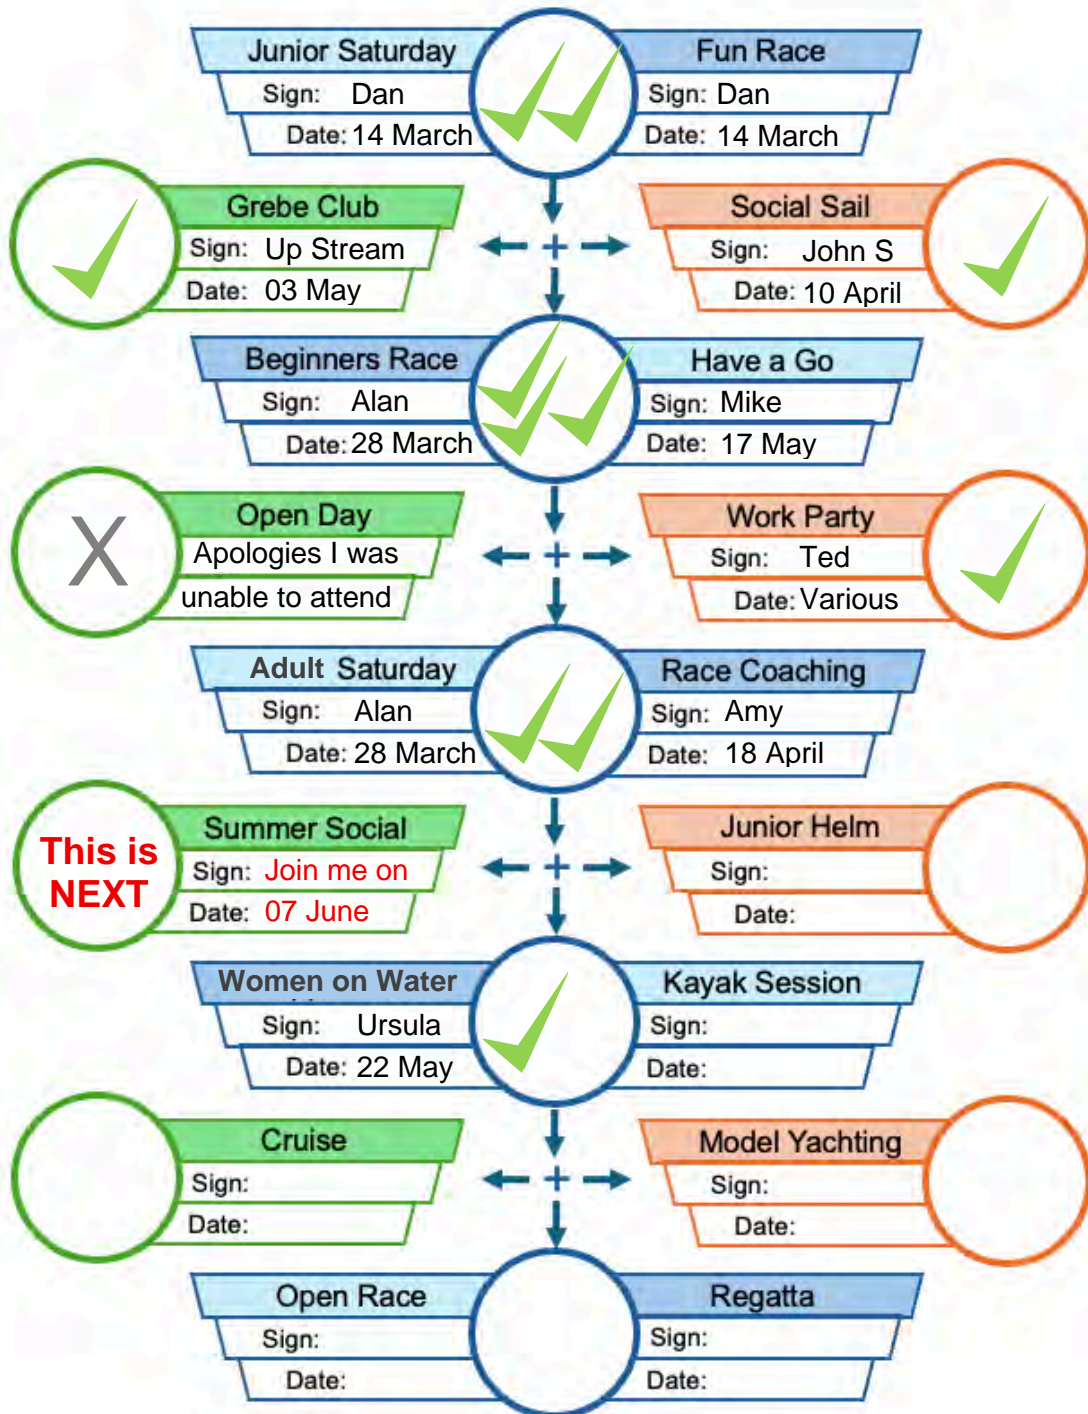 Junior Saturday
Sign: Dan
Date: 14 March
Fun Race
Sign: Dan
Date: 14 March
Grebe Club
Sign: Up Stream
Date: 03 May
Social Sail
Sign: John S
Date: 10 April
Beginners Race
Sign: Alan
Date: 28 March
Have a Go
Sign: Mike
Date: 17 May
X
Open Day
Apologies I was
unable to attend
Work Party
Sign: Ted
Date: Various
Adult Saturday
Sign: Alan
Date: 28 March
Race Coaching
Sign: Amy
Date: 18 April
This is
NEXT
Summer Social
Sign: Join me on
Date: 07 June
Junior Helm
Sign:
Date:
Women on Water
Sign: Ursula
Date: 22 May
Kayak Session
Sign:
Date:
Cruise
Sign:
Date:
Model Yachting
Sign:
Date:
Open Race
Sign:
Date:
Regatta
Sign:
Date: